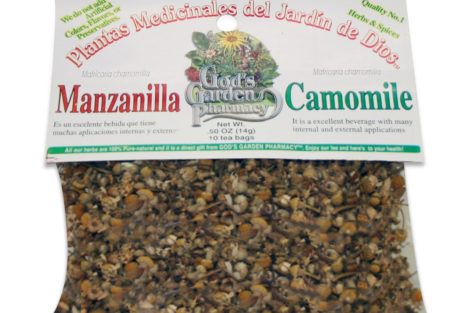 We do not add
Artificial
Colors, Flavors, or
Preservatives.
Plantas Medicinales del Jardín de Dios
Quality No.1
Herbs & Spices
Matricaria chamomilla
Manzanilla
Es un excelente bebida que tiene
muchas aplicaciones internas y extern
God's
Garden
Pharmacy
Net Wt.
.50 OZ (14g)
10 tea bags
Matricaria chamomilla
Camomile
It is a excellent beverage with many
internal and external applications
All our herbs are 100% Pure-natural and it is a direct gift from GOD'S GARDEN PHARMACY™, Enjoy our tea and here's to your health!